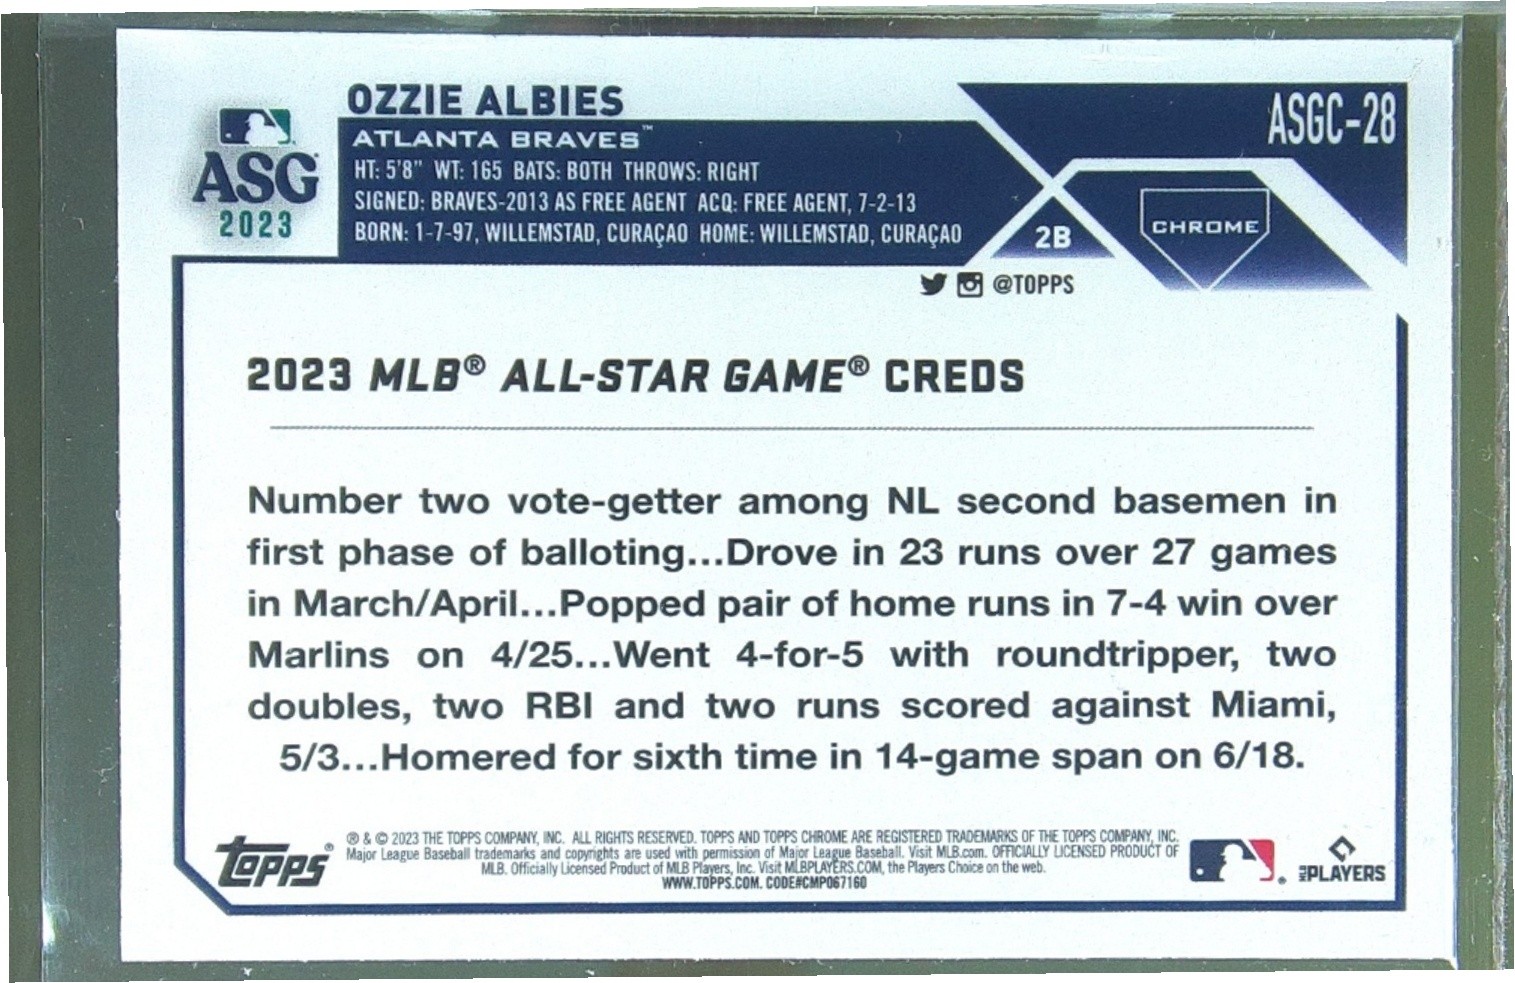 OZZIE ALBIES
ASGC-28
ATLANTA BRAVES™
HT: 5'8" WT: 165 BATS: BOTH THROWS: RIGHT
SIGNED: BRAVES-2013 AS FREE AGENT ACQ: FREE AGENT, 7-2-13
BORN: 1-7-97, WILLEMSTAD, CURAÇAO HOME: WILLEMSTAD, CURAÇAO
ASG
2023
2B
CHROME
@TOPPS
2023 MLB® ALL-STAR GAME® CREDS
Number two vote-getter among NL second basemen in
first phase of balloting...Drove in 23 runs over 27 games
in March/April...Popped pair of home runs in 7-4 win over
Marlins on 4/25...Went 4-for-5 with roundtripper, two
doubles, two RBI and two runs scored against Miami,
5/3...Homered for sixth time in 14-game span on 6/18.
TOPPS®
® & © 2023 THE TOPPS COMPANY, INC. ALL RIGHTS RESERVED. TOPPS AND TOPPS CHROME ARE REGISTERED TRADEMARKS OF THE TOPPS COMPANY, INC.
Major League Baseball trademarks and copyrights are used with permission of Major League Baseball. Visit MLB.com. OFFICIALLY LICENSED PRODUCT OF
MLB. Officially Licensed Product of MLB Players, Inc. Visit MLBPLAYERS.COM, the Players Choice on the web.
WWW.TOPPS.COM. CODE#CMP067160
MLB PLAYERS